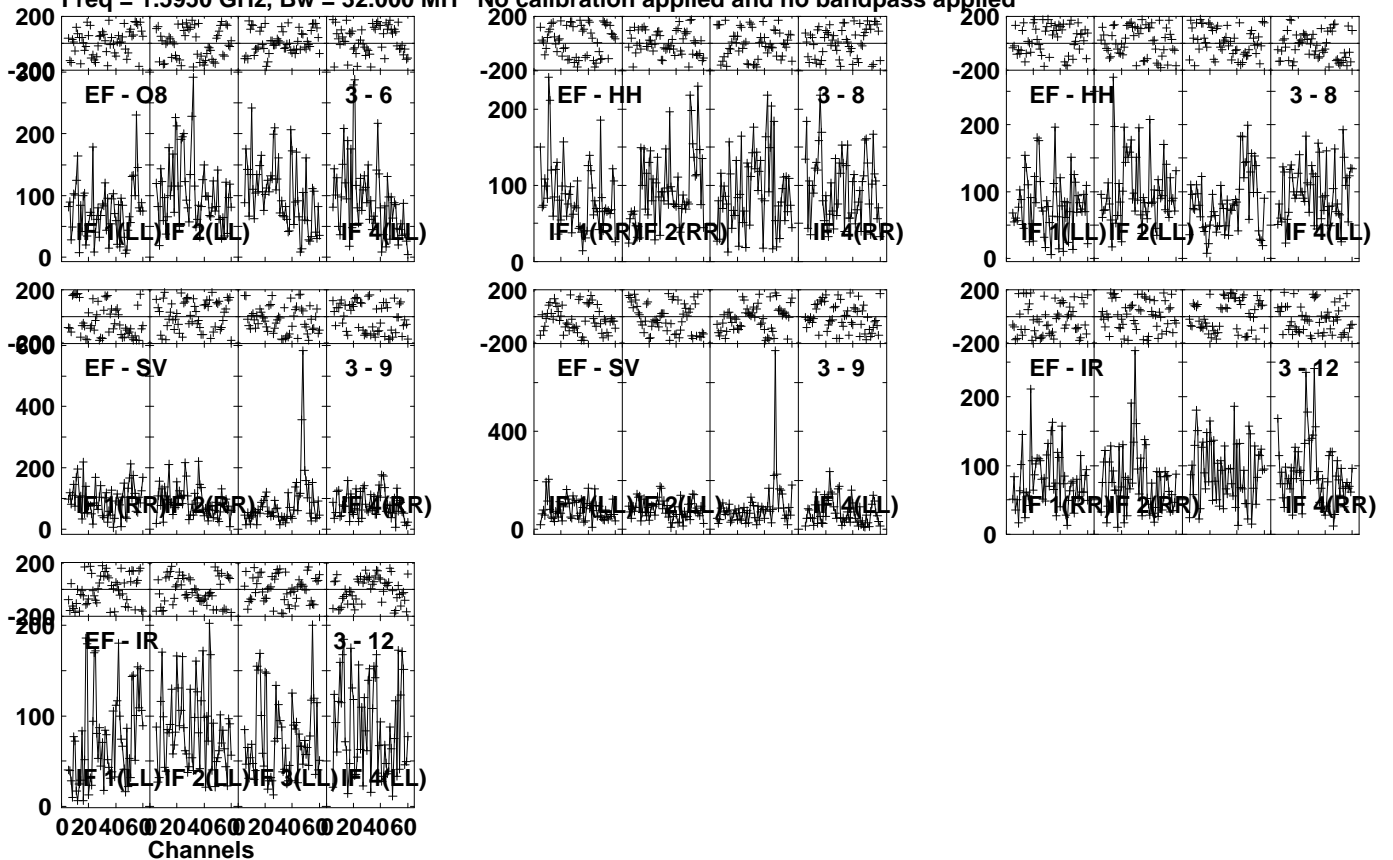 Freq = 1.5950 GHz, Bw = 32.000 MH No calibration applied and no bandpass applied
200
-200
300
EF - O8 3 - 6
200
100
0
IF 1(LL) IF 2(LL) IF 4(LL)
200
-200
EF - HH 3 - 8
200
100
0
IF 1(RR) IF 2(RR) IF 4(RR)
200
-200
EF - HH 3 - 8
200
100
0
IF 1(LL) IF 2(LL) IF 4(LL)
200
-200
600
EF - SV 3 - 9
400
200
0
IF 1(RR) IF 2(RR) IF 4(RR)
200
-200
EF - SV 3 - 9
400
0
IF 1(LL) IF 2(LL) IF 4(LL)
200
-200
EF - IR 3 - 12
200
100
0
IF 1(RR) IF 2(RR) IF 4(RR)
200
-200
200
EF - IR 3 - 12
100
0
IF 1(LL) IF 2(LL) IF 3(LL) IF 4(LL)
0 20 40 60 0 20 40 60 0 20 40 60 0 20 40 60
Channels